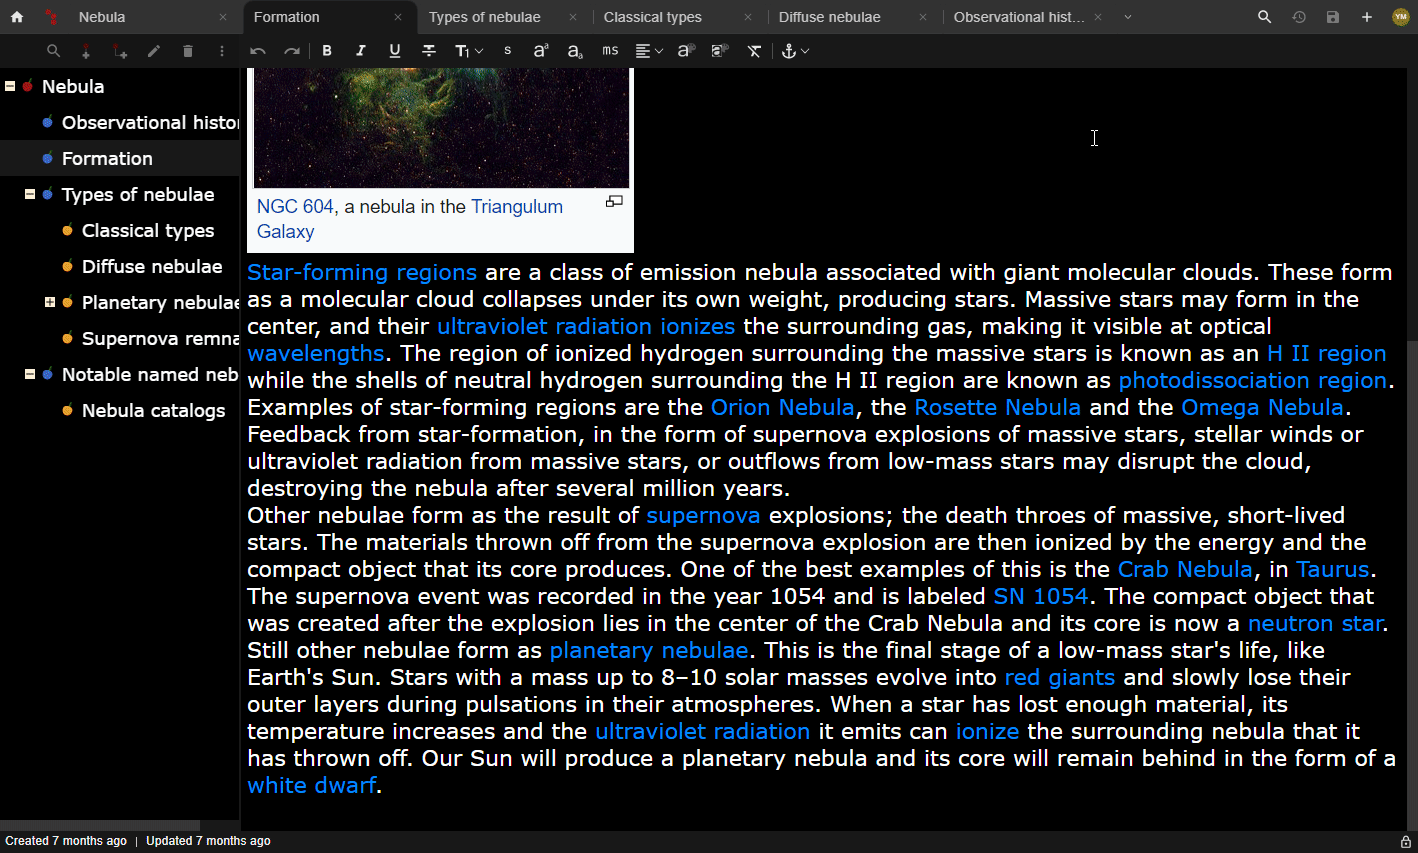 Nebula
Formation
Types of nebulae
Classical types
Diffuse nebulae
Observational hist...
YM
B I U T T1 s aa aa ms
Nebula
Observational histo
Formation
Types of nebulae
Classical types
Diffuse nebulae
Planetary nebulae
Supernova remna
Notable named neb
Nebula catalogs
NGC 604, a nebula in the Triangulum
Galaxy
Star-forming regions are a class of emission nebula associated with giant molecular clouds. These form
as a molecular cloud collapses under its own weight, producing stars. Massive stars may form in the
center, and their ultraviolet radiation ionizes the surrounding gas, making it visible at optical
wavelengths. The region of ionized hydrogen surrounding the massive stars is known as an H II region
while the shells of neutral hydrogen surrounding the H II region are known as photodissociation region.
Examples of star-forming regions are the Orion Nebula, the Rosette Nebula and the Omega Nebula.
Feedback from star-formation, in the form of supernova explosions of massive stars, stellar winds or
ultraviolet radiation from massive stars, or outflows from low-mass stars may disrupt the cloud,
destroying the nebula after several million years.
Other nebulae form as the result of supernova explosions; the death throes of massive, short-lived
stars. The materials thrown off from the supernova explosion are then ionized by the energy and the
compact object that its core produces. One of the best examples of this is the Crab Nebula, in Taurus.
The supernova event was recorded in the year 1054 and is labeled SN 1054. The compact object that
was created after the explosion lies in the center of the Crab Nebula and its core is now a neutron star.
Still other nebulae form as planetary nebulae. This is the final stage of a low-mass star's life, like
Earth's Sun. Stars with a mass up to 8–10 solar masses evolve into red giants and slowly lose their
outer layers during pulsations in their atmospheres. When a star has lost enough material, its
temperature increases and the ultraviolet radiation it emits can ionize the surrounding nebula that it
has thrown off. Our Sun will produce a planetary nebula and its core will remain behind in the form of a
white dwarf.
Created 7 months ago | Updated 7 months ago